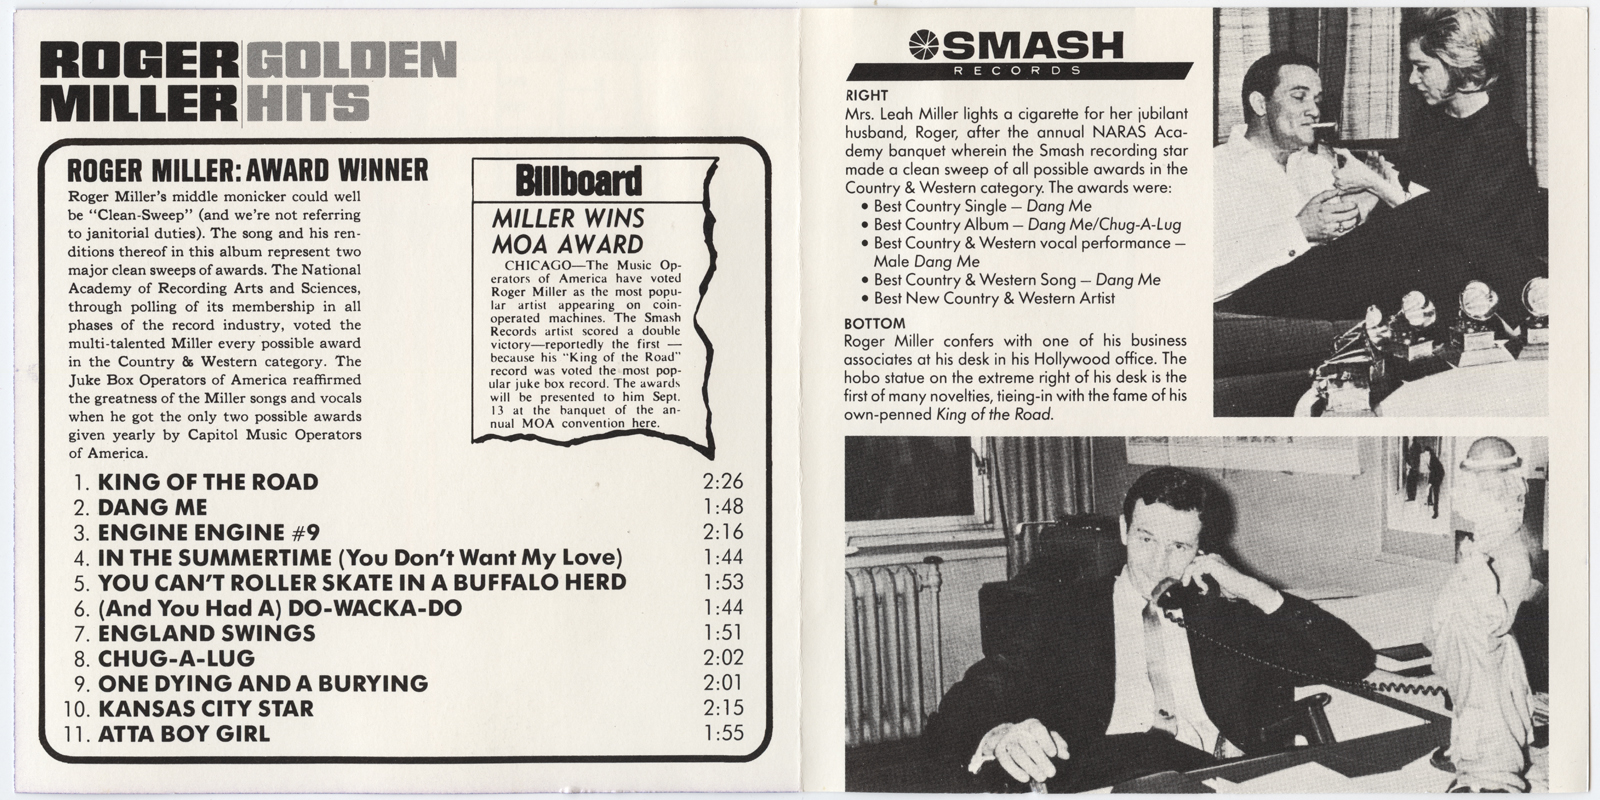 ROGER GOLDEN
MILLER HITS
ROGER MILLER: AWARD WINNER
Roger Miller's middle monicker could well
be "Clean-Sweep" (and we're not referring
to janitorial duties). The song and his ren-
ditions thereof in this album represent two
major clean sweeps of awards. The National
Academy of Recording Arts and Sciences,
through polling of its membership in all
phases of the record industry, voted the
multi-talented Miller every possible award
in the Country & Western category. The
Juke Box Operators of America reaffirmed
the greatness of the Miller songs and vocals
when he got the only two possible awards
given yearly by Capitol Music Operators
of America.
Billboard
MILLER WINS
MOA AWARD
CHICAGO—The Music Op-
erators of America have voted
Roger Miller as the most popu-
lar artist appearing on coin-
operated machines. The Smash
Records artist scored a double
victory—reportedly the first —
because his "King of the Road"
record was voted the most pop-
ular juke box record. The awards
will be presented to him Sept.
13 at the banquet of the an-
nual MOA convention here.
1. KING OF THE ROAD 2:26
2. DANG ME 1:48
3. ENGINE ENGINE #9 2:16
4. IN THE SUMMERTIME (You Don't Want My Love) 1:44
5. YOU CAN'T ROLLER SKATE IN A BUFFALO HERD 1:53
6. (And You Had A) DO-WACKA-DO 1:44
7. ENGLAND SWINGS 1:51
8. CHUG-A-LUG 2:02
9. ONE DYING AND A BURYING 2:01
10. KANSAS CITY STAR 2:15
11. ATTA BOY GIRL 1:55
SMASH
RECORDS
RIGHT
Mrs. Leah Miller lights a cigarette for her jubilant
husband, Roger, after the annual NARAS Aca-
demy banquet wherein the Smash recording star
made a clean sweep of all possible awards in the
Country & Western category. The awards were:
• Best Country Single — Dang Me
• Best Country Album — Dang Me/Chug-A-Lug
• Best Country & Western vocal performance —
Male Dang Me
• Best Country & Western Song — Dang Me
• Best New Country & Western Artist
BOTTOM
Roger Miller confers with one of his business
associates at his desk in his Hollywood office. The
hobo statue on the extreme right of his desk is the
first of many novelties, tieing-in with the fame of his
own-penned King of the Road.